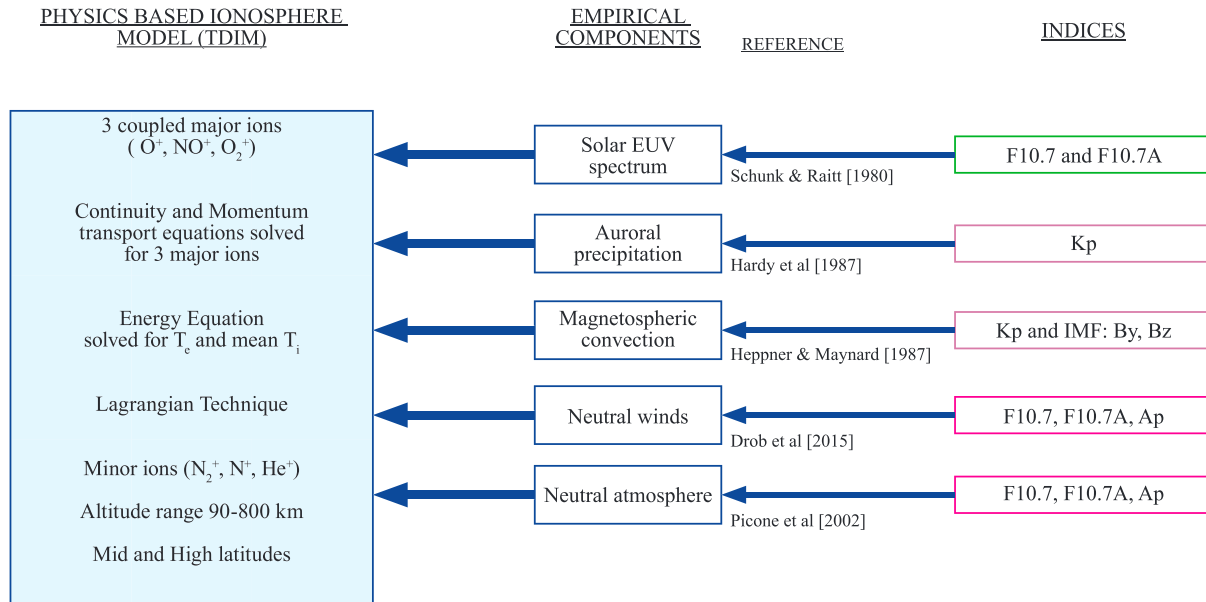 PHYSICS BASED IONOSPHERE
MODEL (TDIM)
EMPIRICAL
COMPONENTS
REFERENCE
INDICES
3 coupled major ions
( O⁺, NO⁺, O₂⁺)
Continuity and Momentum
transport equations solved
for 3 major ions
Energy Equation
solved for Tₑ and mean Tᵢ
Lagrangian Technique
Minor ions (N₂⁺, N⁺, He⁺)
Altitude range 90-800 km
Mid and High latitudes
Solar EUV
spectrum
Schunk & Raitt [1980]
F10.7 and F10.7A
Auroral
precipitation
Hardy et al [1987]
Kp
Magnetospheric
convection
Heppner & Maynard [1987]
Kp and IMF: By, Bz
Neutral winds
Drob et al [2015]
F10.7, F10.7A, Ap
Neutral atmosphere
Picone et al [2002]
F10.7, F10.7A, Ap